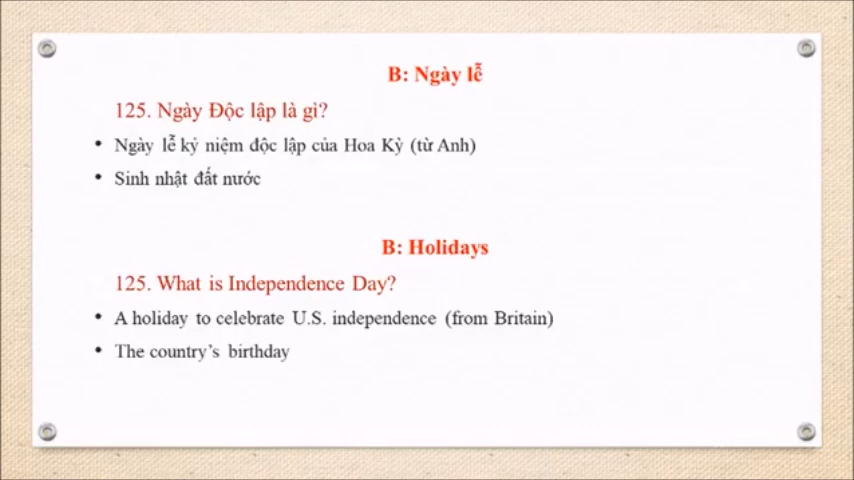 B: Ngày lễ
125. Ngày Độc lập là gì?
• Ngày lễ kỷ niệm độc lập của Hoa Kỳ (từ Anh)
• Sinh nhật đất nước
B: Holidays
125. What is Independence Day?
• A holiday to celebrate U.S. independence (from Britain)
• The country’s birthday